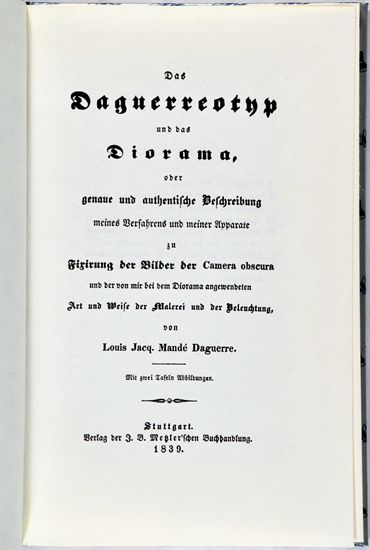 Das
Daguerreotyp
und das
Diorama,
oder
genaue und authentische Beschreibung
meines Verfahrens und meiner Apparate
zu
Fixirung der Bilder der Camera obscura
und der von mir bei dem Diorama angewendeten
Art und Weise der Malerei und der Beleuchtung,
von
Louis Jacq. Mandé Daguerre.
Mit zwei Tafeln Abbildungen.
Stuttgart.
Verlag der J. B. Metzler'schen Buchhandlung.
1839.